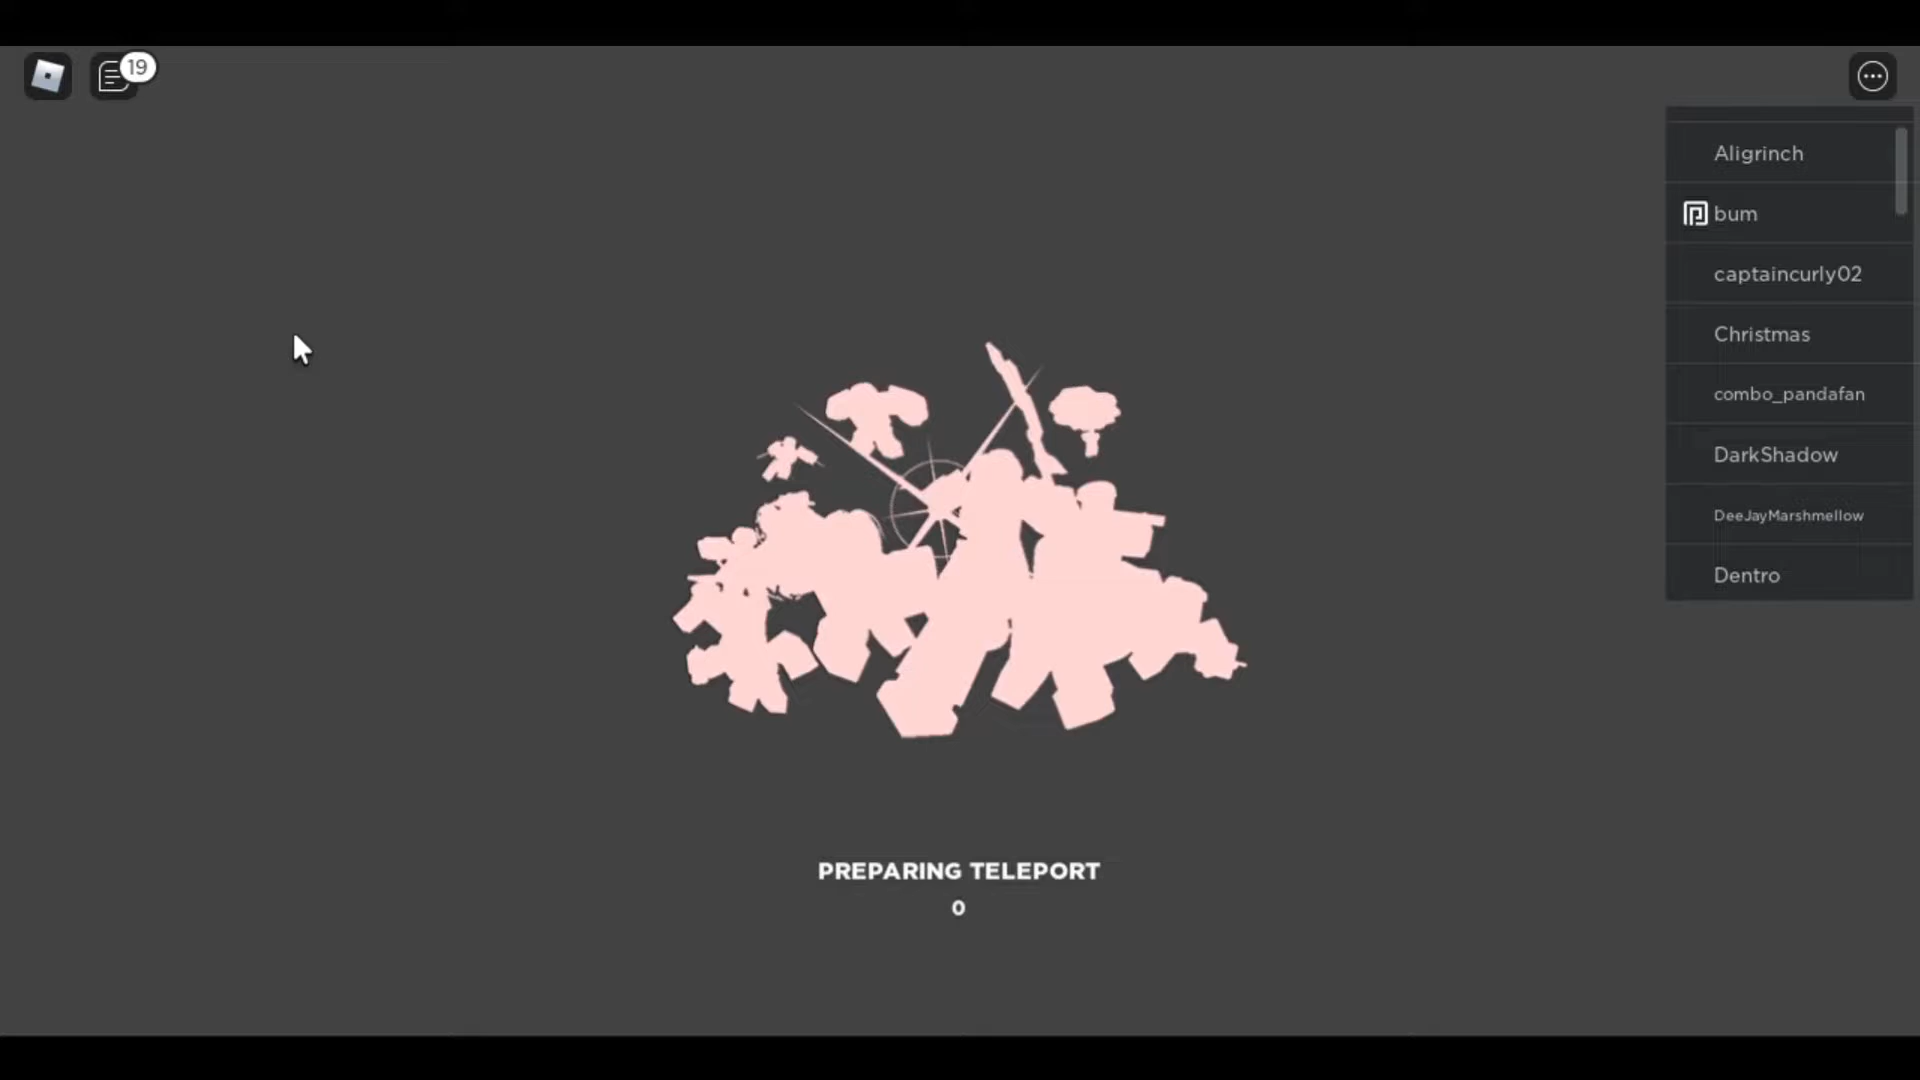 19
Aligrinch
bum
captaincurly02
Christmas
combo_pandafan
DarkShadow
DeeJayMarshmellow
Dentro
PREPARING TELEPORT
0